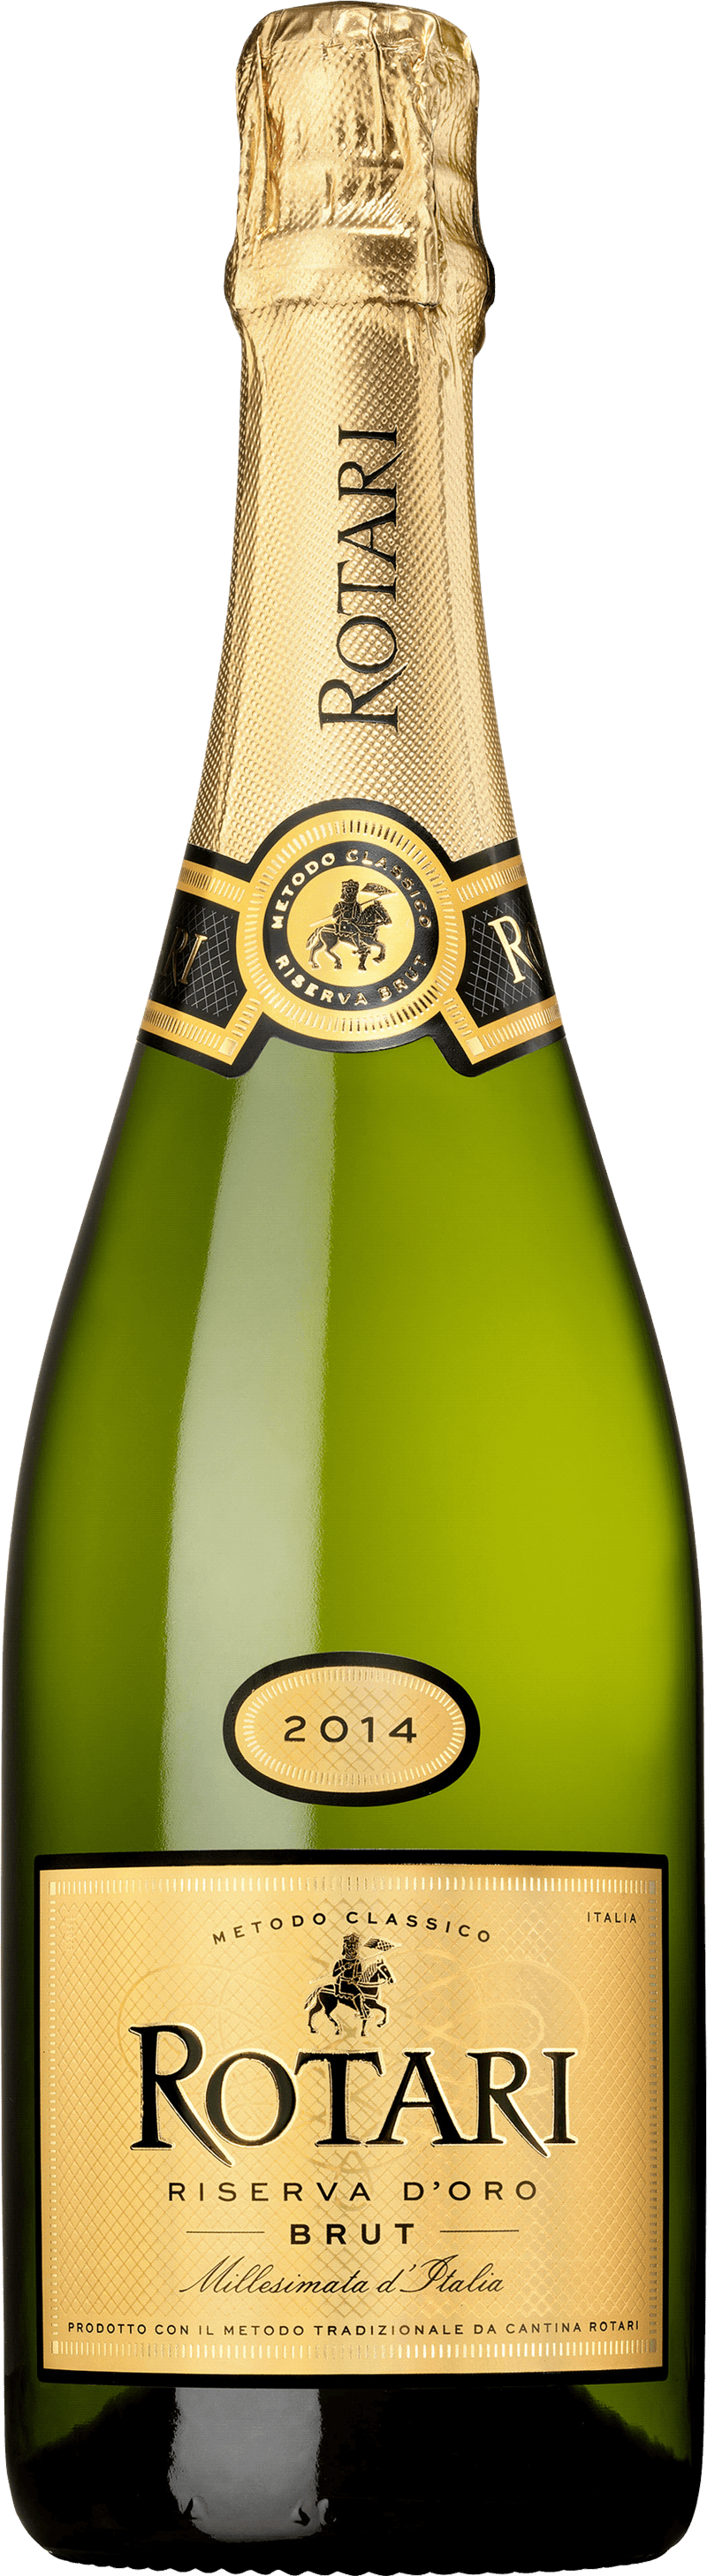 ROTARI
METODO CLASSICO
RISERVA BRUT
2014
METODO CLASSICO
ITALIA
ROTARI
RISERVA D'ORO
BRUT
Millesimata d'Italia
PRODOTTO CON IL METODO TRADIZIONALE DA CANTINA ROTARI